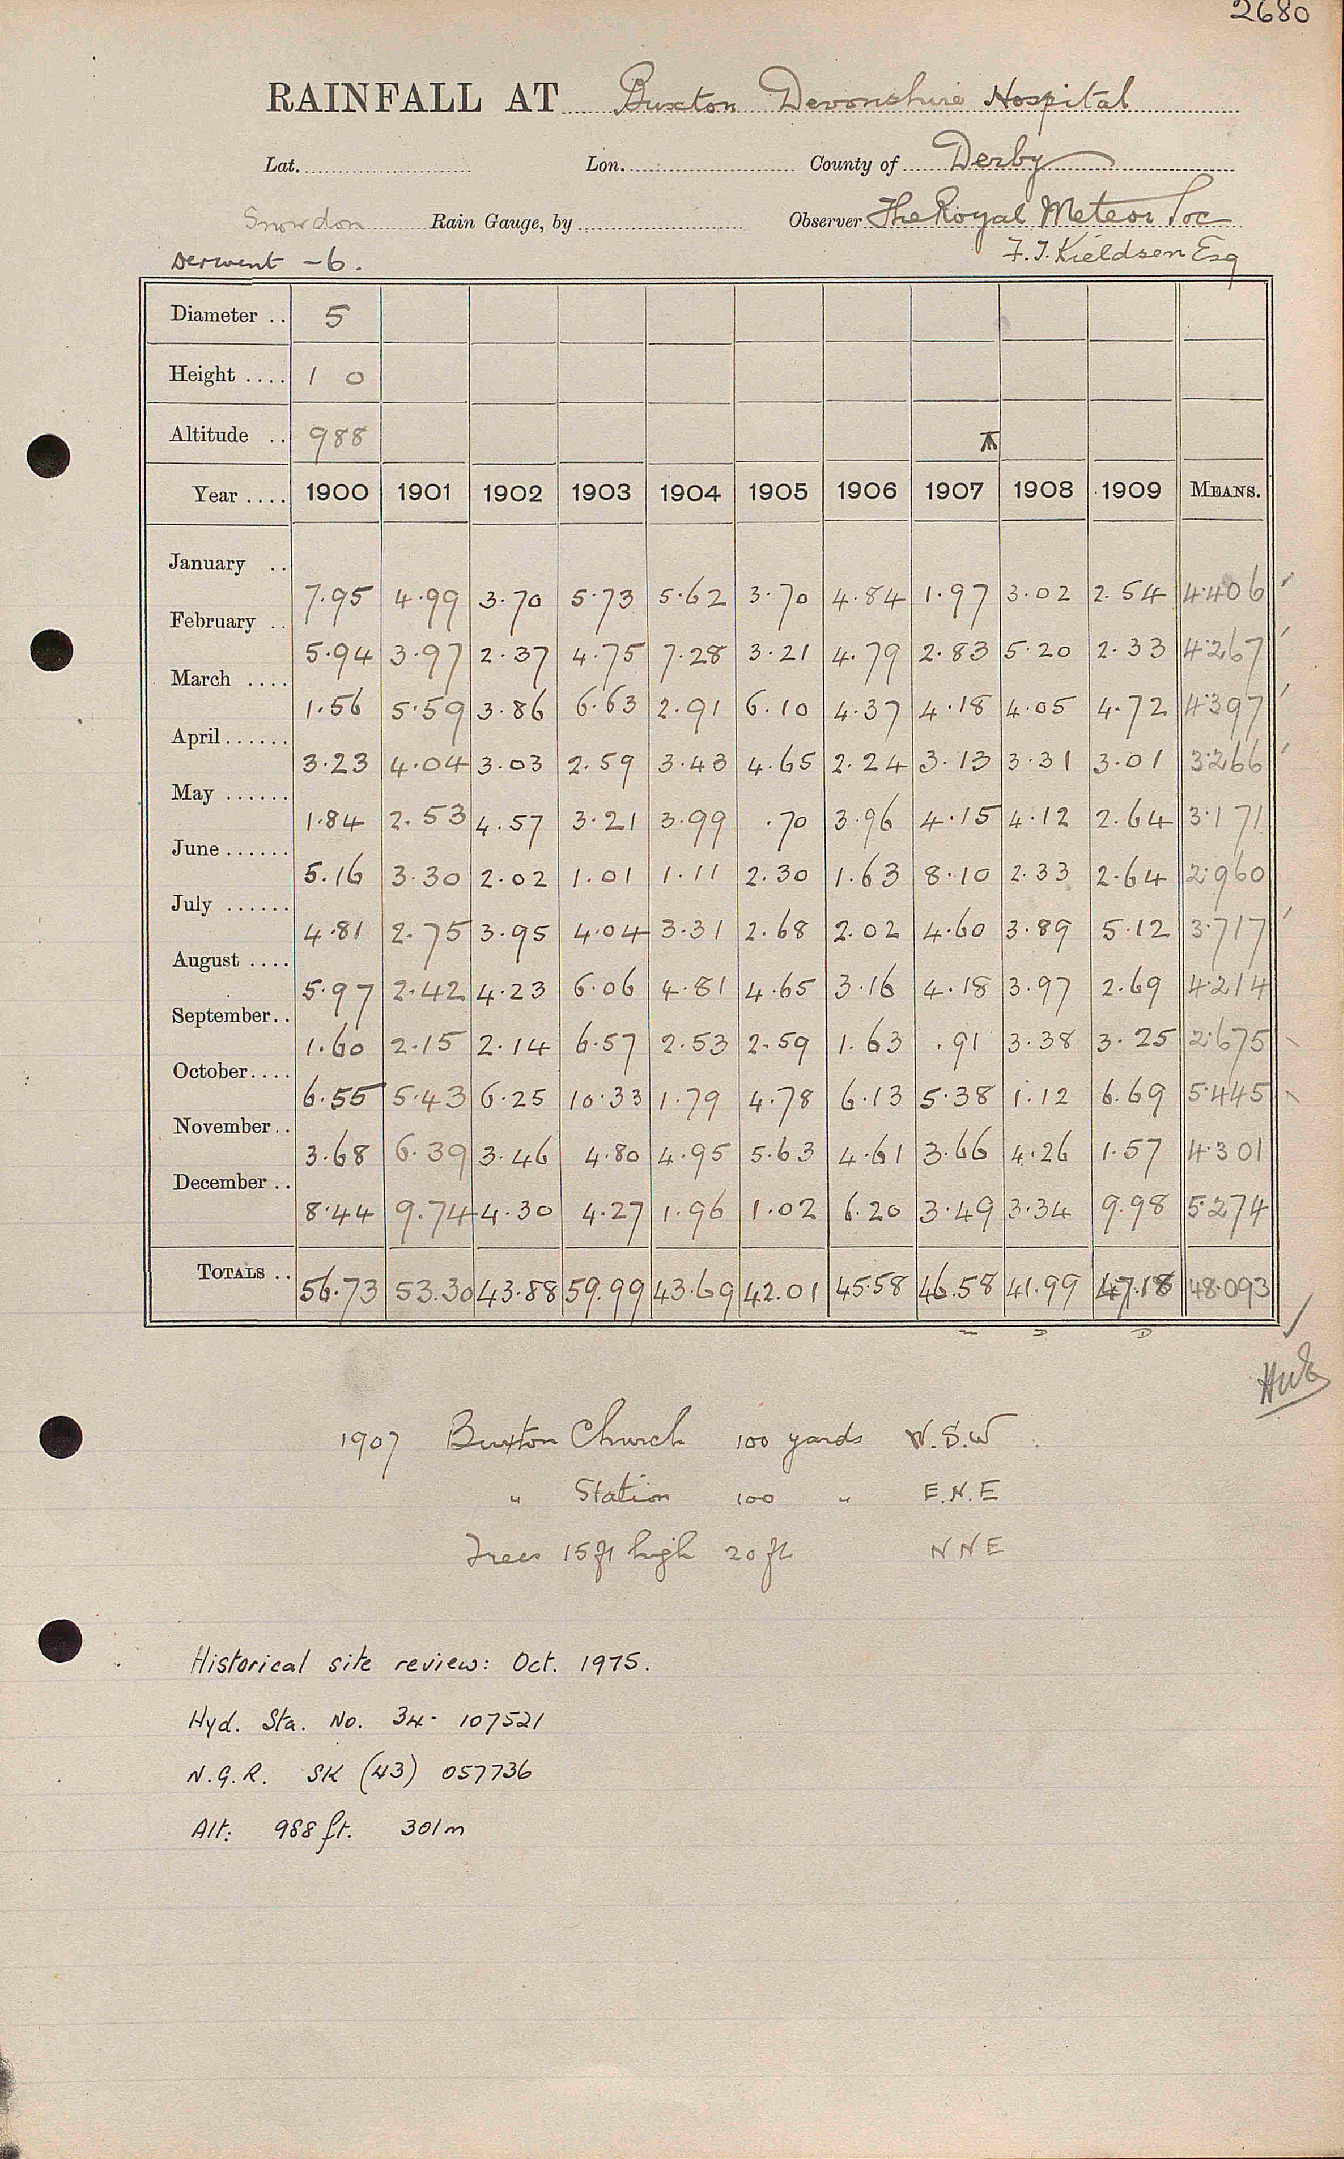 2680
RAINFALL AT Buxton Devonshire Hospital
Lat. Lon. County of Derby
Snowdon Rain Gauge, by Observer The Royal Meteor Soc
Derwent -6. F. J. Kieldsen Esq
Diameter .. 5
Height .... 1 0
Altitude .. 988
Year .... 1900 1901 1902 1903 1904 1905 1906 1907 1908 1909 MEANS.
January .. 7.95 4.99 3.70 5.73 5.62 3.70 4.84 1.97 3.02 2.54 4.406
February .. 5.94 3.97 2.37 4.75 7.28 3.21 4.79 2.83 5.20 2.33 4.267
March .... 1.56 5.59 3.86 6.63 2.91 6.10 4.37 4.18 4.05 4.72 4.397
April...... 3.23 4.04 3.03 2.59 3.43 4.65 2.24 3.13 3.31 3.01 3.266
May ...... 1.84 2.53 4.57 3.21 3.99 .70 3.96 4.15 4.12 2.64 3.171
June ...... 5.16 3.30 2.02 1.01 1.11 2.30 1.63 8.10 2.33 2.64 2.960
July ...... 4.81 2.75 3.95 4.04 3.31 2.68 2.02 4.60 3.89 5.12 3.717
August .... 5.97 2.42 4.23 6.06 4.81 4.65 3.16 4.18 3.97 2.69 4.214
September.. 1.60 2.15 2.14 6.57 2.53 2.59 1.63 .91 3.38 3.25 2.675
October.... 6.55 5.43 6.25 10.33 1.79 4.78 6.13 5.38 1.12 6.69 5.445
November.. 3.68 6.39 3.46 4.80 4.95 5.63 4.61 3.66 4.26 1.57 4.301
December .. 8.44 9.74 4.30 4.27 1.96 1.02 6.20 3.49 3.34 9.98 5.274
TOTALS .. 56.73 53.30 43.88 59.99 43.69 42.01 45.58 46.58 41.99 47.18 48.093
1907 Buxton Church 100 yards W.S.W
" Station 100 " E.N.E
Trees 15 ft high 20 ft NNE
Historical site review: Oct. 1975.
Hyd. Sta. No. 34- 107521
N.G.R. SK (43) 057736
Alt: 988 ft. 301m